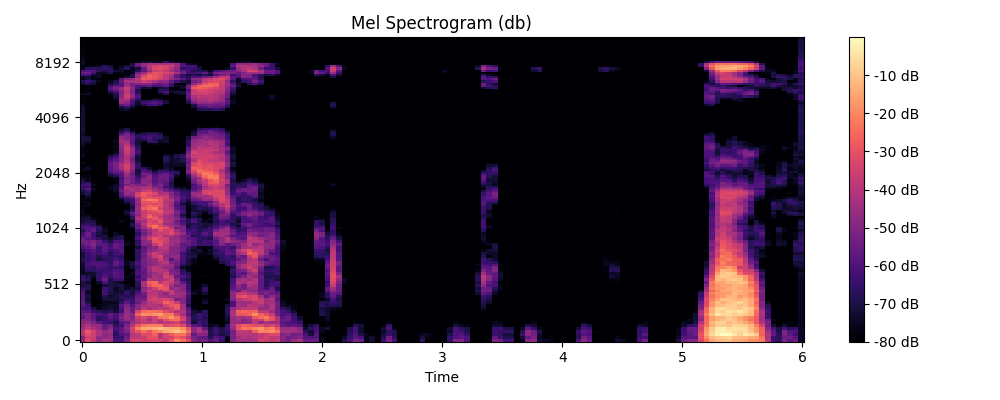 Mel Spectrogram (db)
8192
4096
2048
1024
512
0
Hz
0 1 2 3 4 5 6
Time
-10 dB
-20 dB
-30 dB
-40 dB
-50 dB
-60 dB
-70 dB
-80 dB